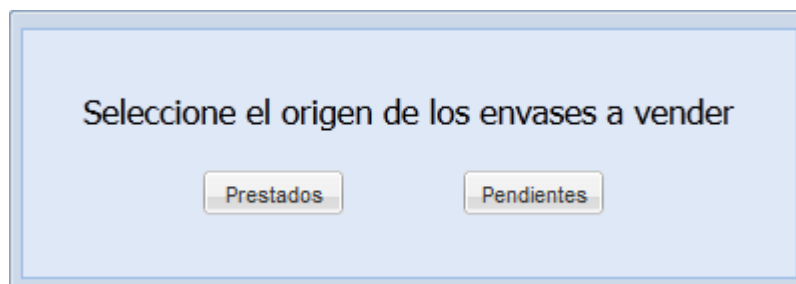 Seleccione el origen de los envases a vender
Prestados Pendientes